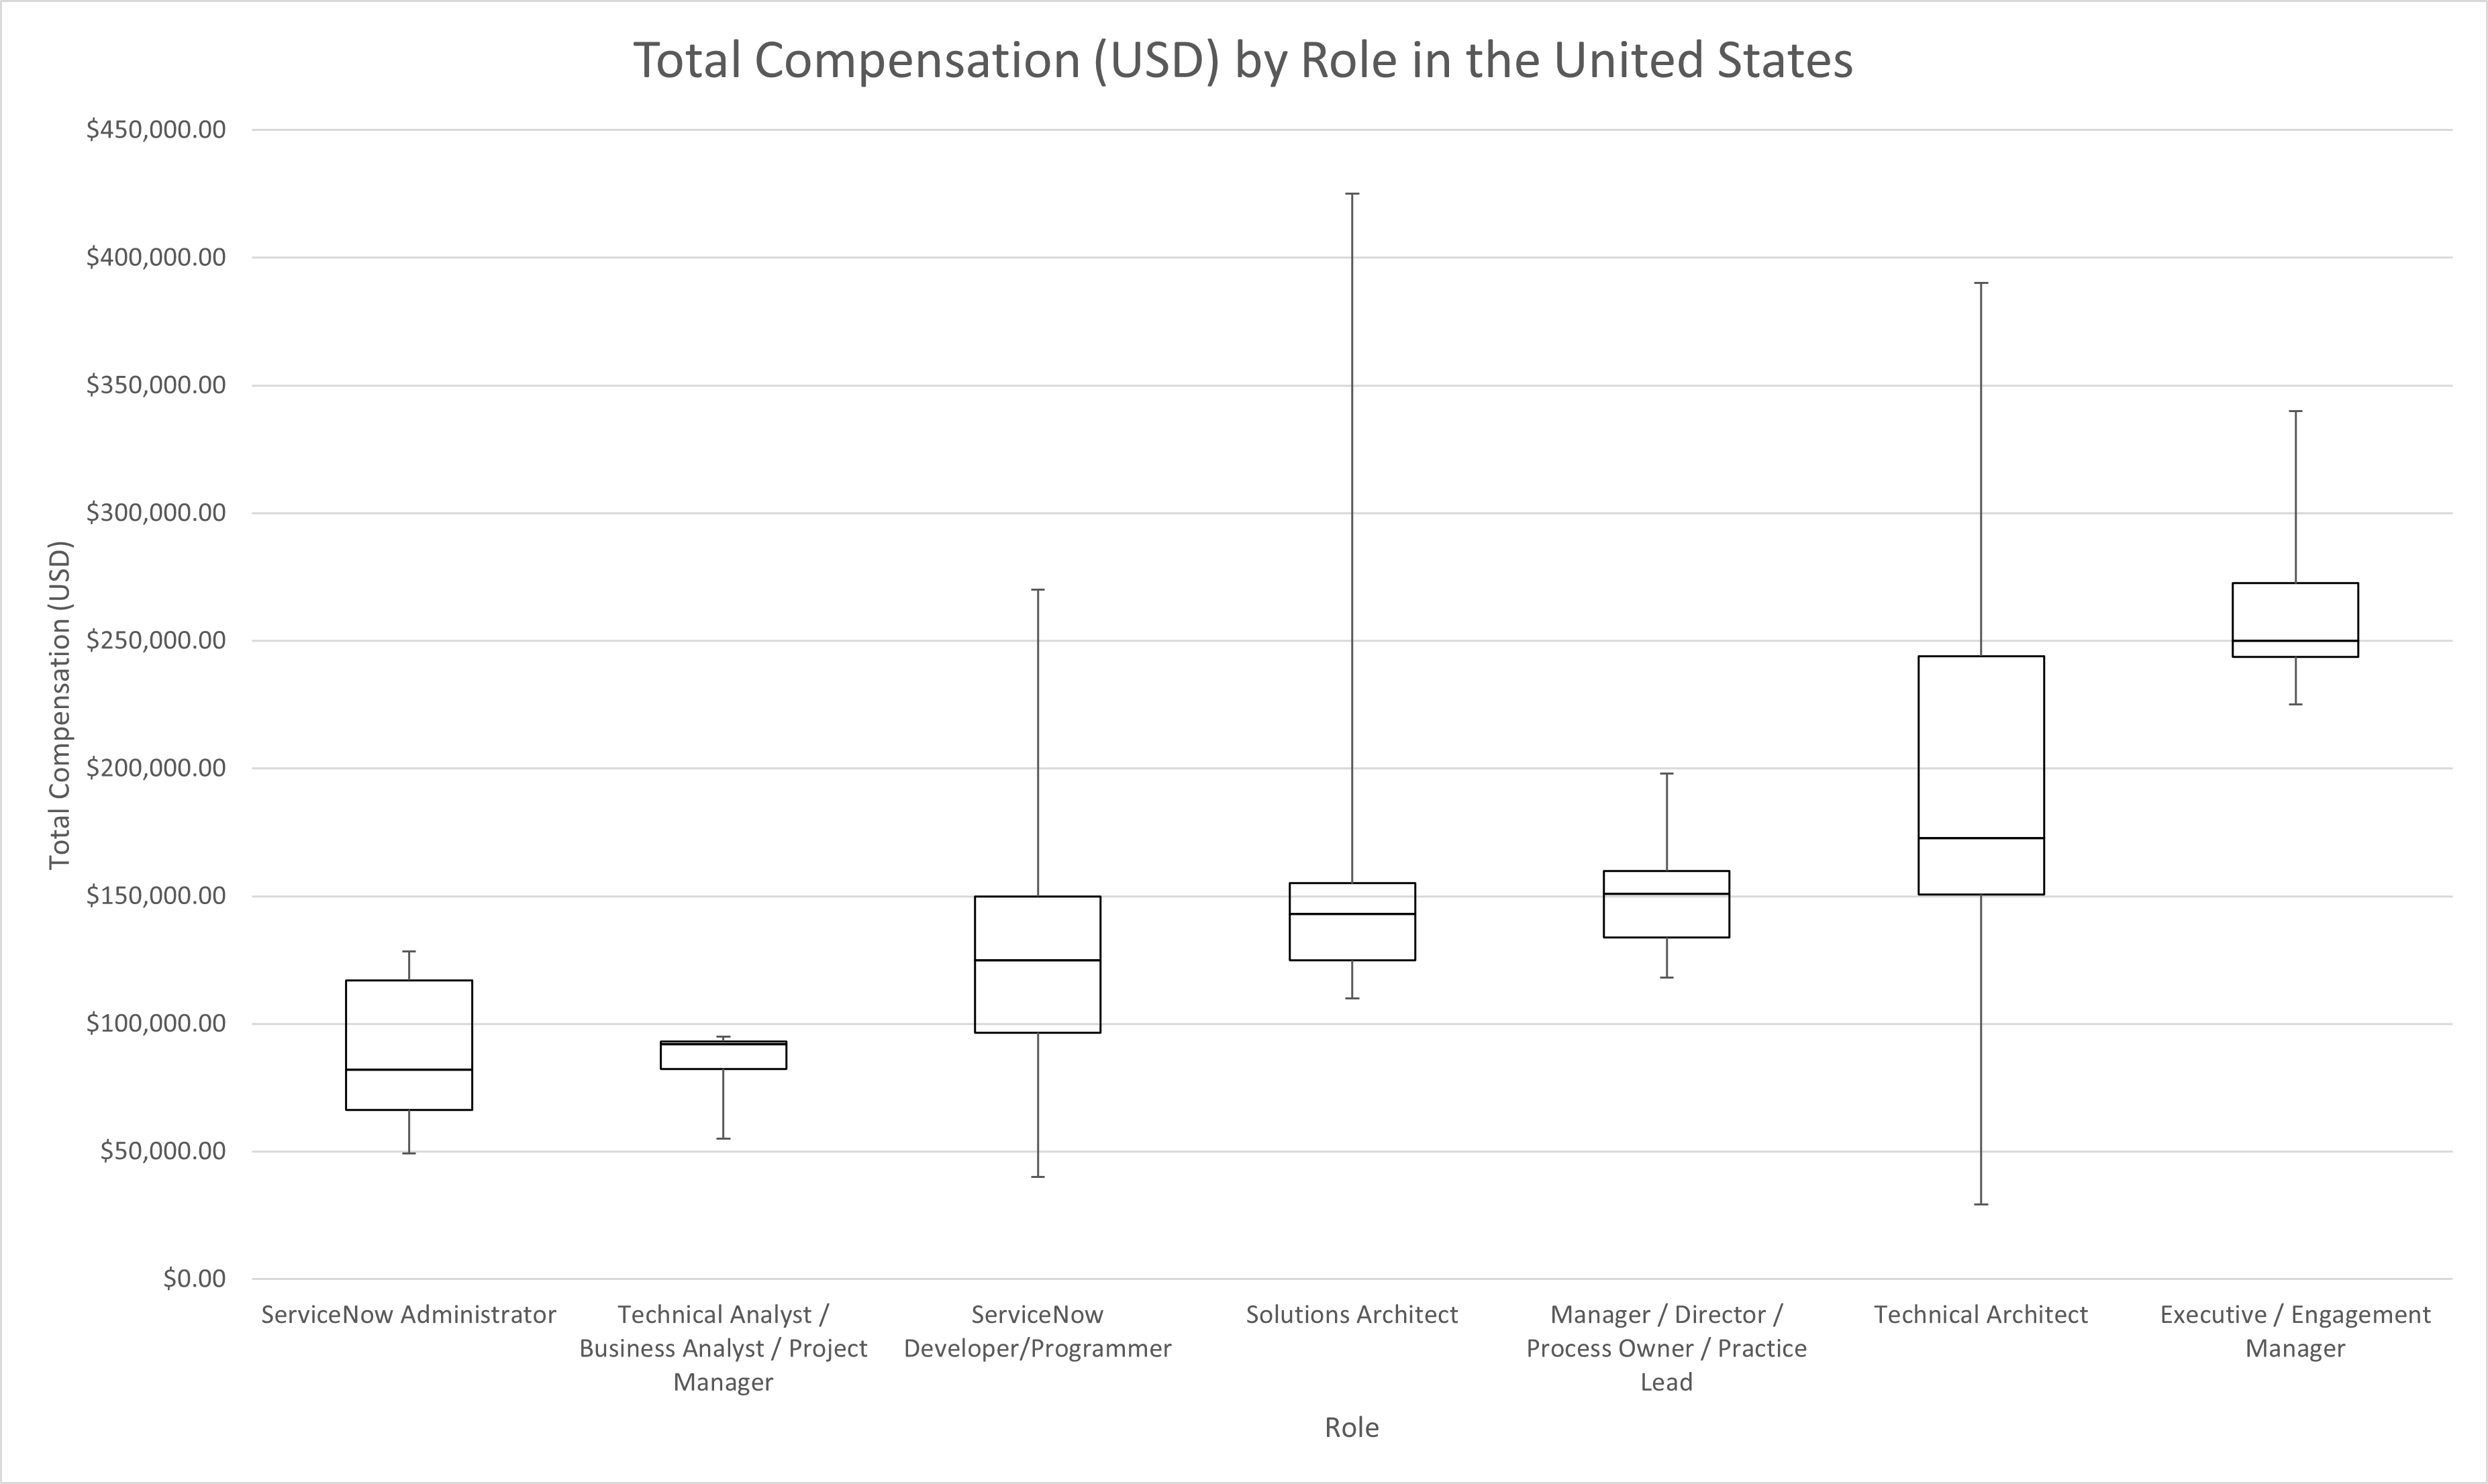 Total Compensation (USD) by Role in the United States
$450,000.00
$400,000.00
$350,000.00
$300,000.00
$250,000.00
$200,000.00
$150,000.00
$100,000.00
$50,000.00
$0.00
Total Compensation (USD)
ServiceNow Administrator
Technical Analyst /
Business Analyst / Project
Manager
ServiceNow
Developer/Programmer
Solutions Architect
Manager / Director /
Process Owner / Practice
Lead
Technical Architect
Executive / Engagement
Manager
Role